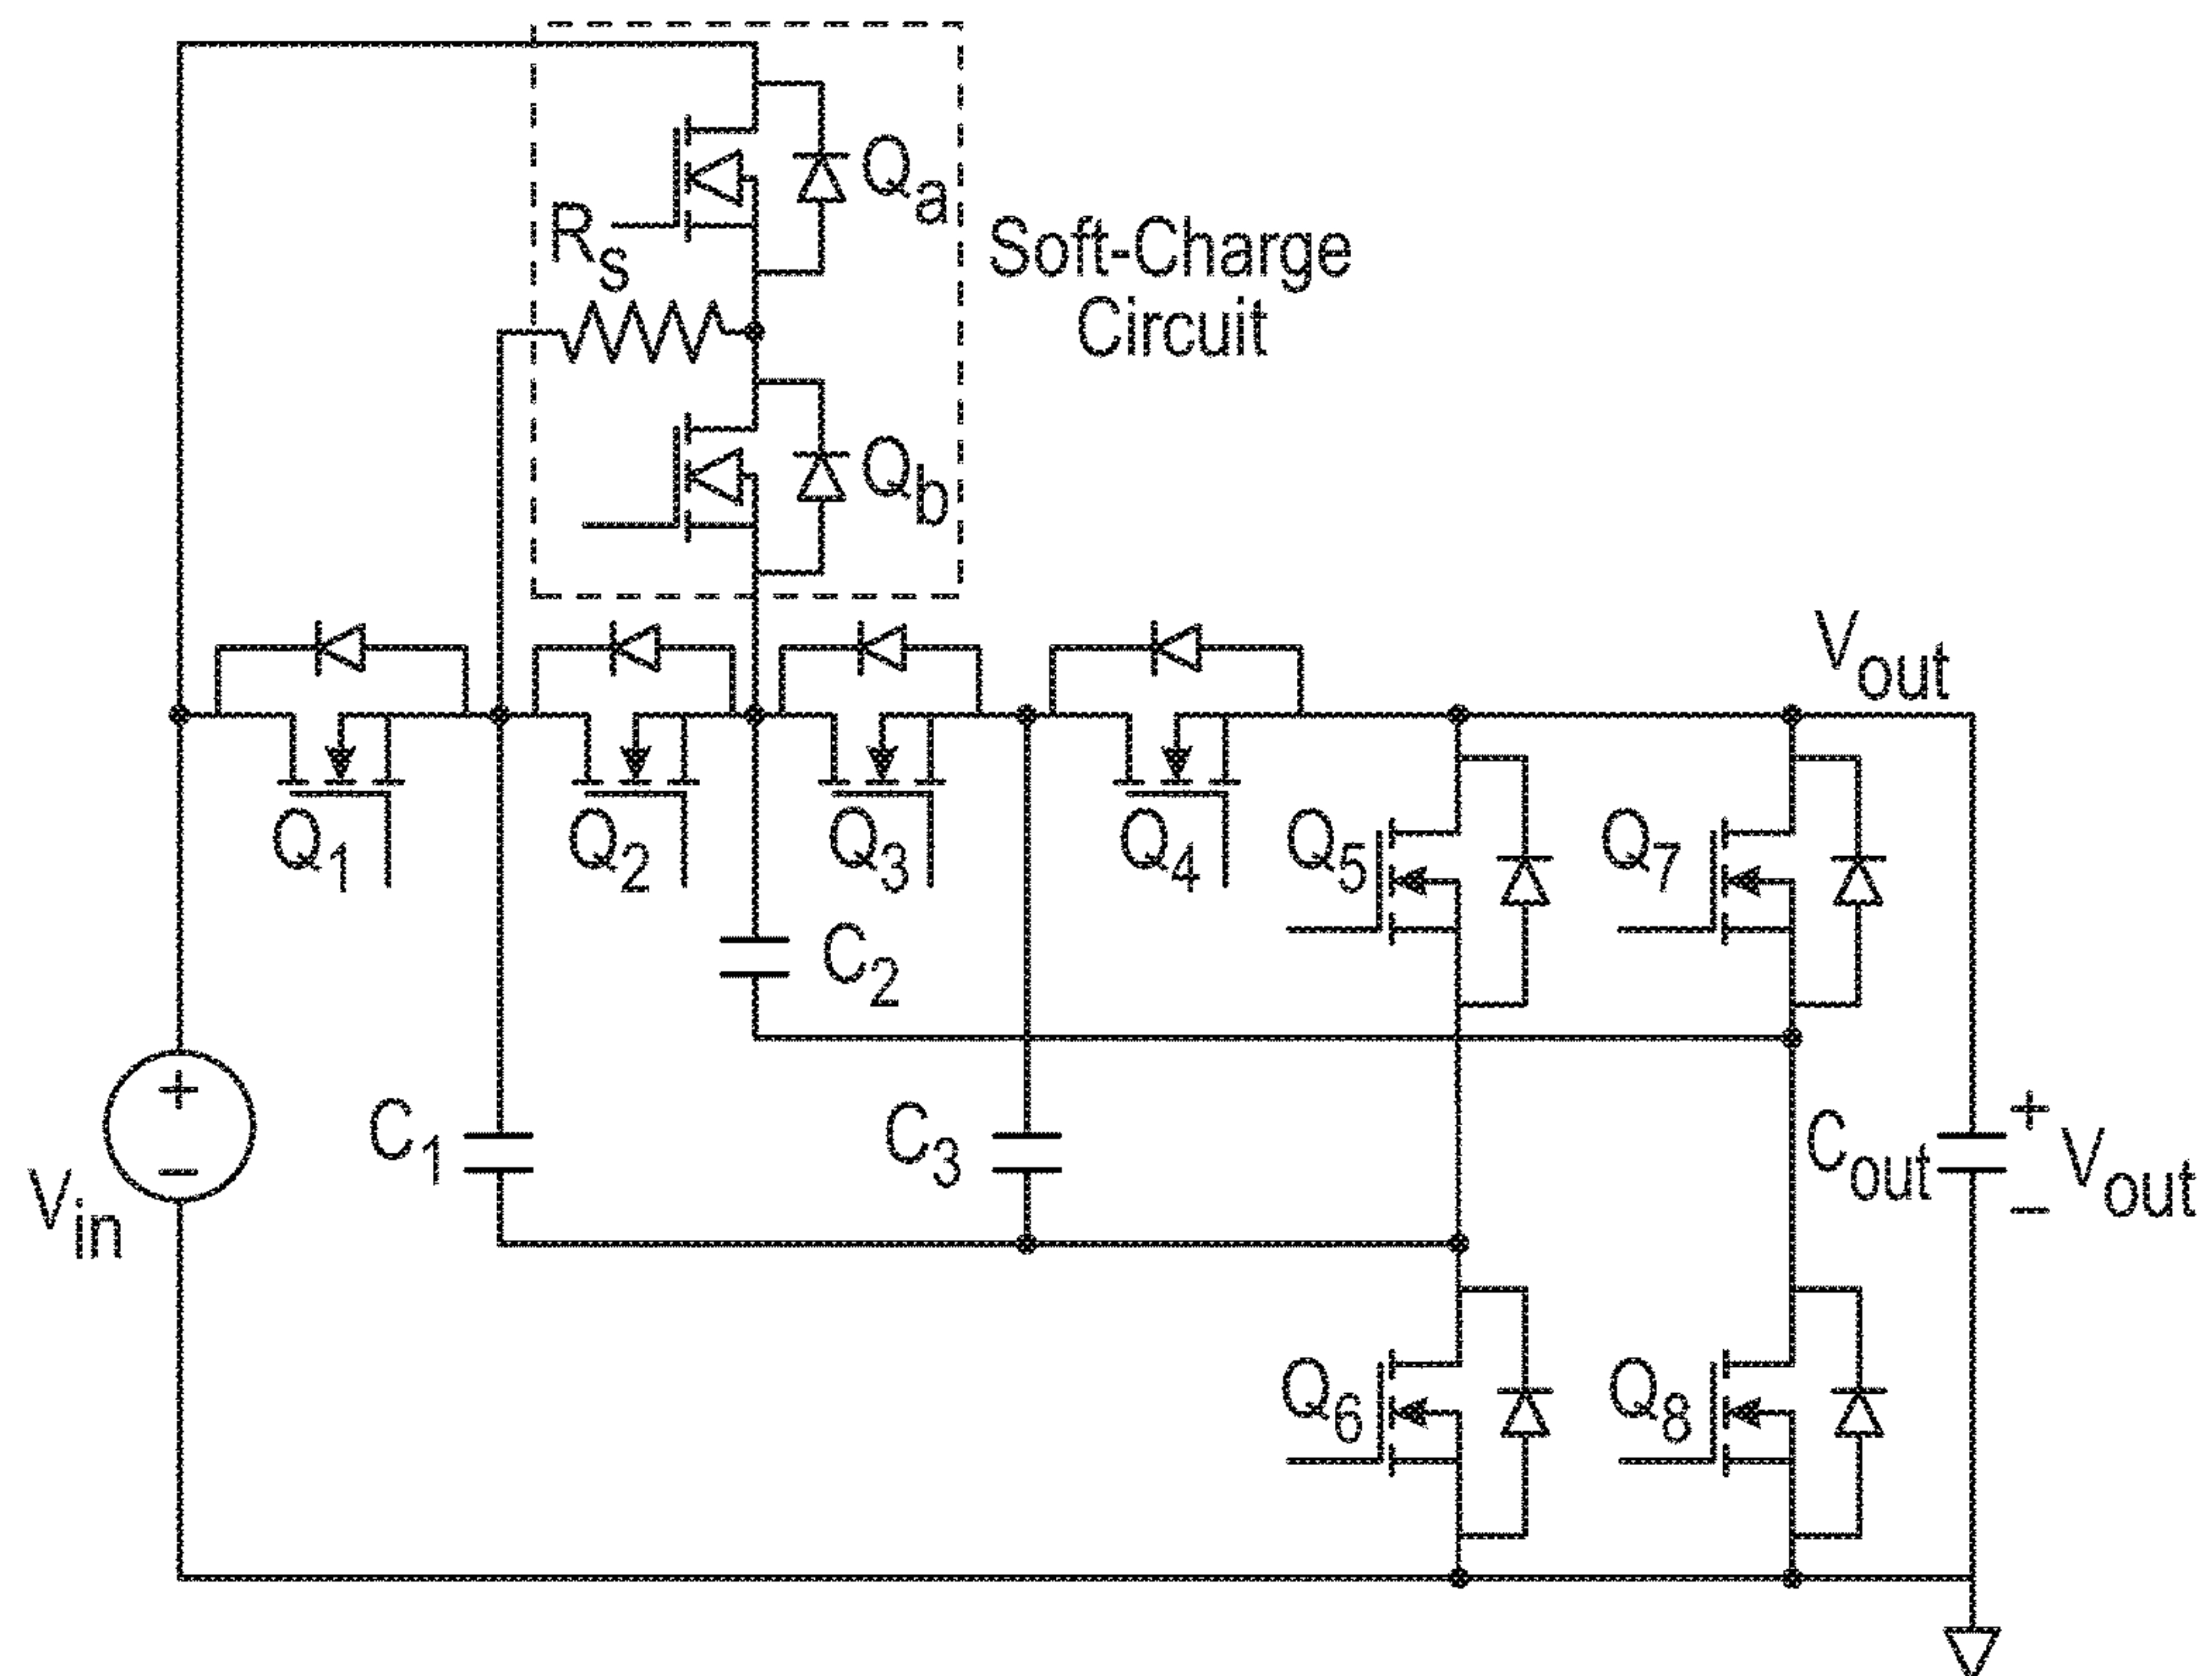 Qa
Rs
Soft-Charge
Circuit
Qb
Vout
Q1
Q2
Q3
Q4
Q5
Q7
C2
+
−
Vin
C1
C3
Cout
+
Vout
−
Q6
Q8